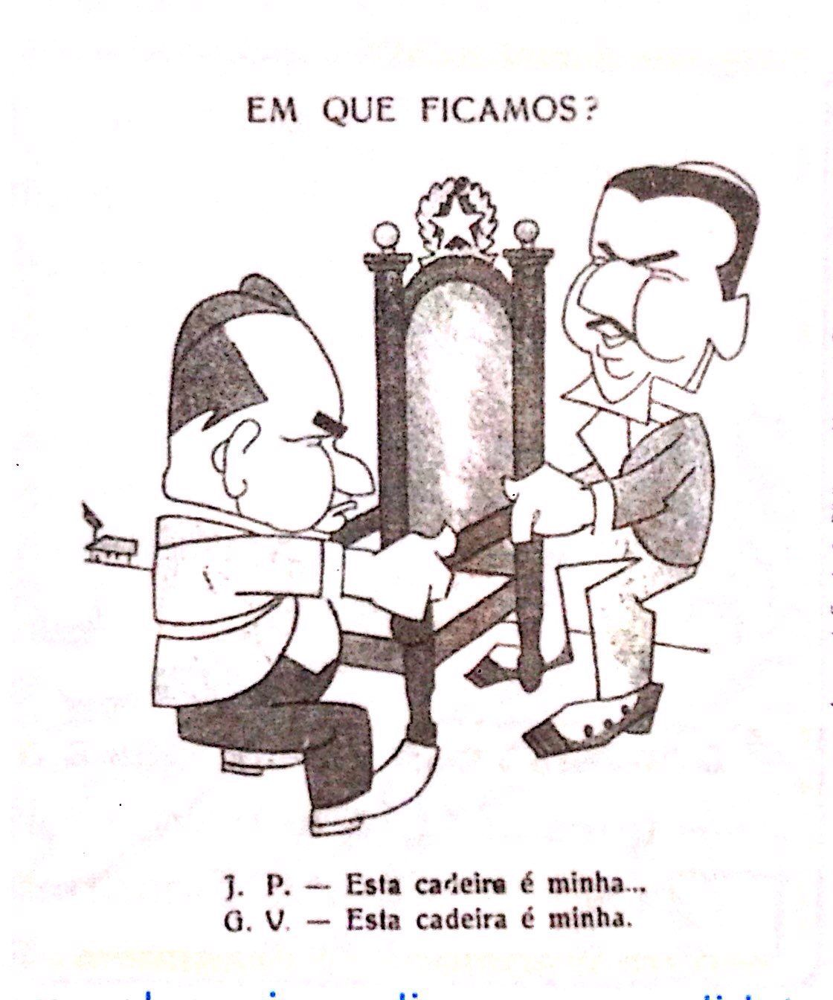 EM QUE FICAMOS?
J. P. — Esta cadeira é minha...
G. V. — Esta cadeira é minha.